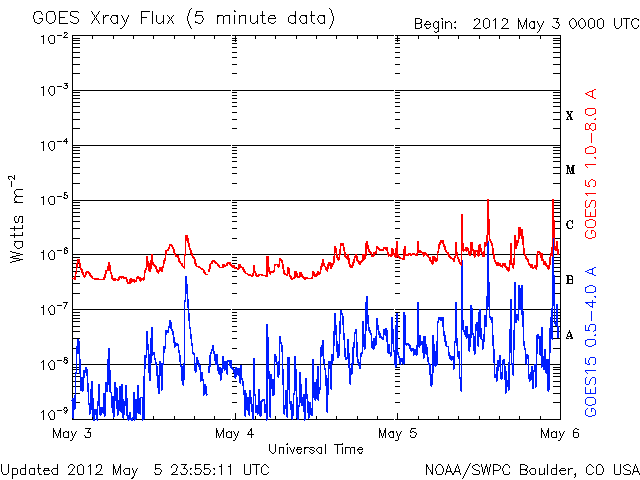 GOES Xray Flux (5 minute data)
Begin: 2012 May 3 0000 UTC
10-2
10-3
10-4
10-5
10-6
10-7
10-8
10-9
Watts m-2
X
M
C
B
A
GOES15 1.0-8.0 A
GOES15 0.5-4.0 A
May 3
May 4
May 5
May 6
Universal Time
Updated 2012 May 5 23:55:11 UTC
NOAA/SWPC Boulder, CO USA